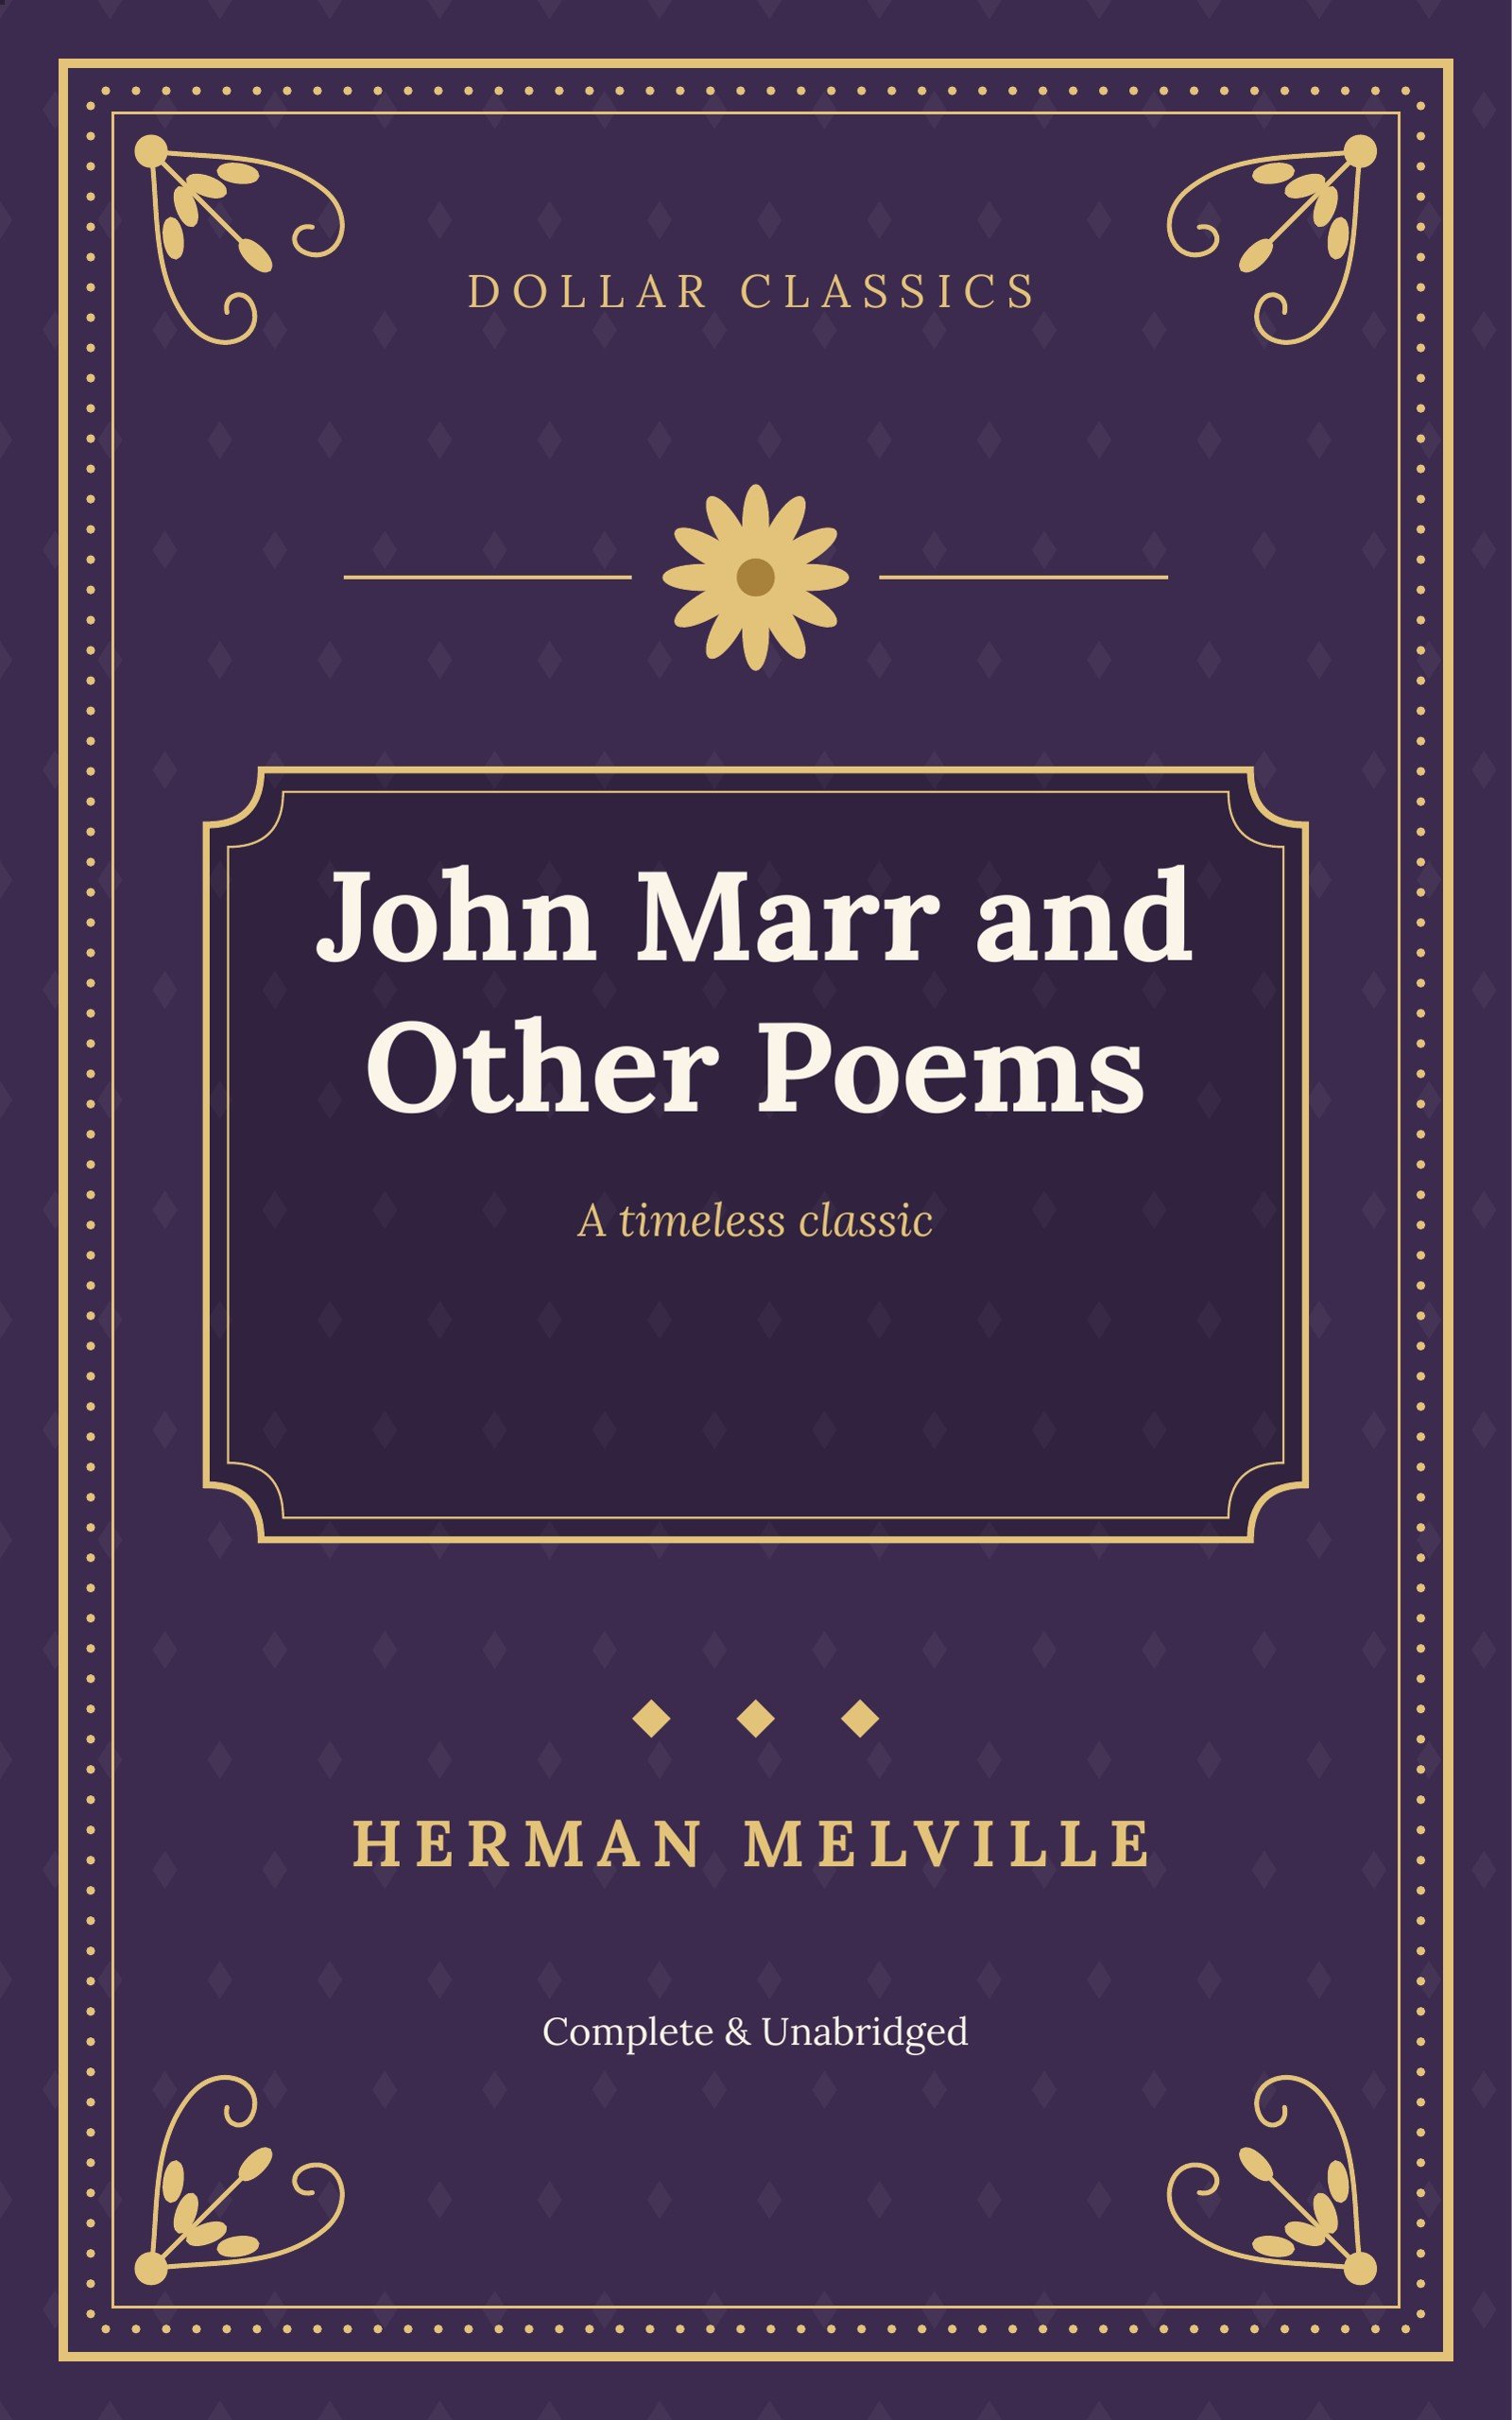 DOLLAR CLASSICS
John Marr and
Other Poems
A timeless classic
HERMAN MELVILLE
Complete & Unabridged